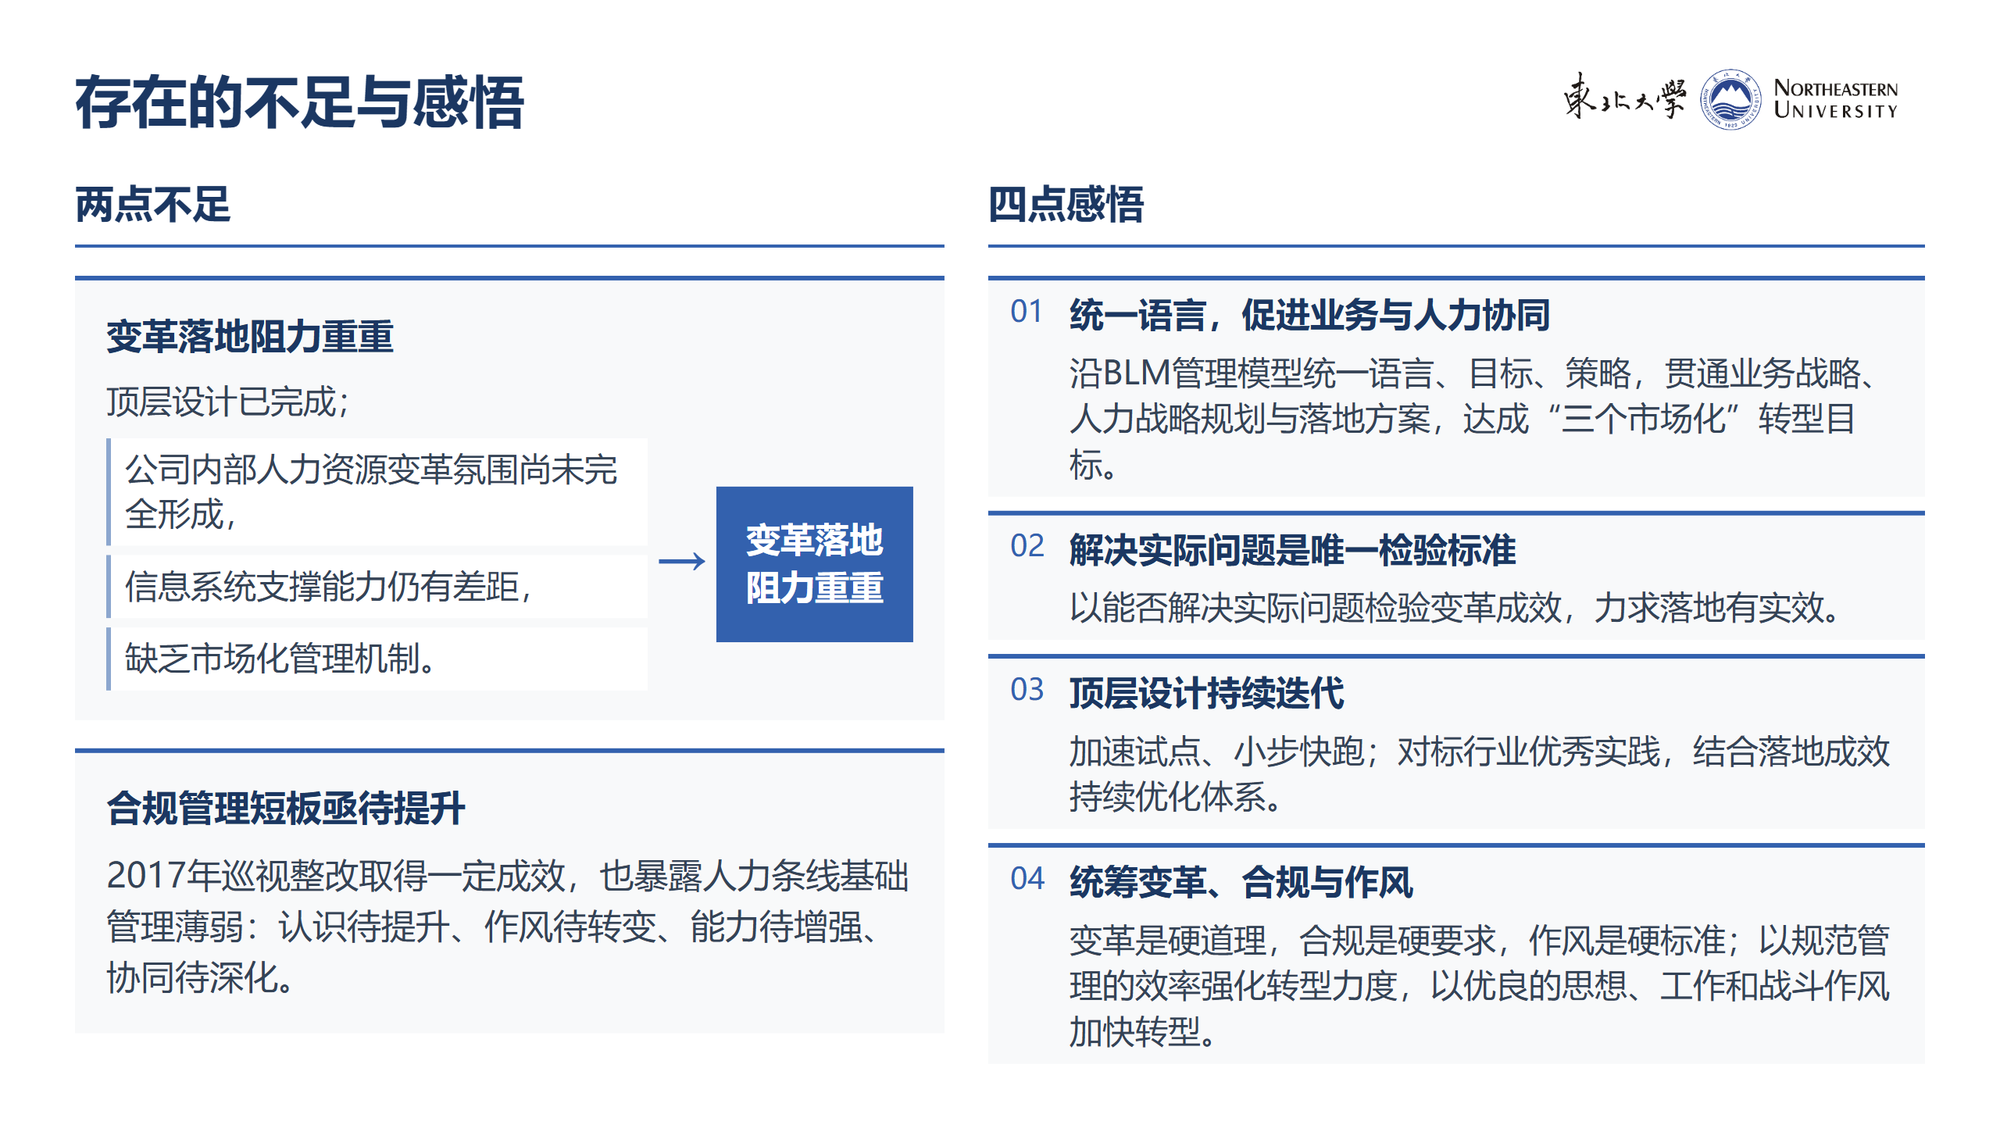 存在的不足与感悟
東北大學
NORTHEASTERN
UNIVERSITY
两点不足
变革落地阻力重重
顶层设计已完成；
公司内部人力资源变革氛围尚未完
全形成，
信息系统支撑能力仍有差距，
缺乏市场化管理机制。
→
变革落地
阻力重重
合规管理短板亟待提升
2017年巡视整改取得一定成效，也暴露人力条线基础
管理薄弱：认识待提升、作风待转变、能力待增强、
协同待深化。
四点感悟
01 统一语言，促进业务与人力协同
沿BLM管理模型统一语言、目标、策略，贯通业务战略、
人力战略规划与落地方案，达成“三个市场化”转型目
标。
02 解决实际问题是唯一检验标准
以能否解决实际问题检验变革成效，力求落地有实效。
03 顶层设计持续迭代
加速试点、小步快跑；对标行业优秀实践，结合落地成效
持续优化体系。
04 统筹变革、合规与作风
变革是硬道理，合规是硬要求，作风是硬标准；以规范管
理的效率强化转型力度，以优良的思想、工作和战斗作风
加快转型。